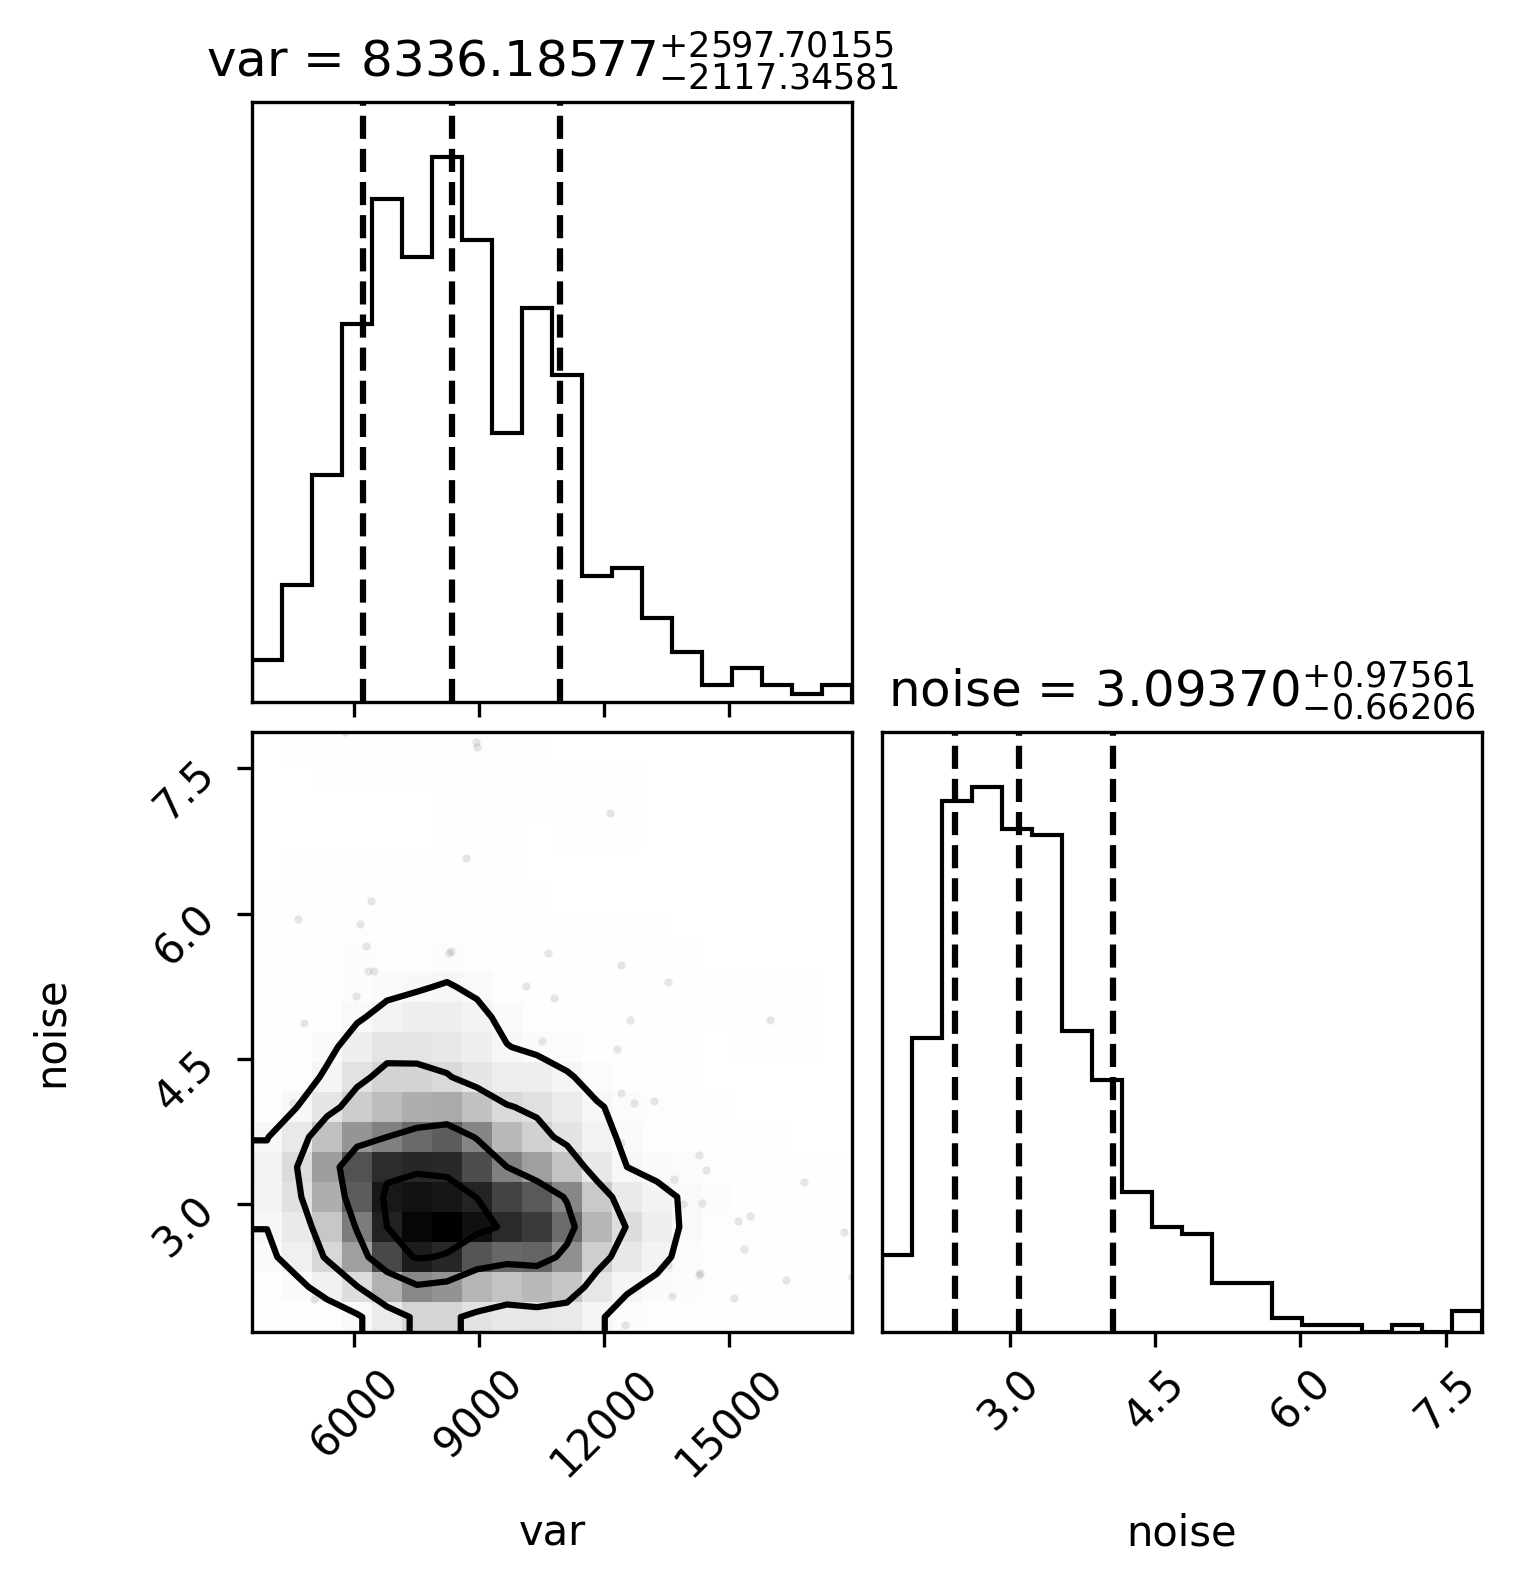 var = 8336.18577+2597.70155−2117.34581
noise = 3.09370+0.97561−0.66206
7.5
6.0
4.5
3.0
noise
6000 9000 12000 15000
3.0 4.5 6.0 7.5
var
noise